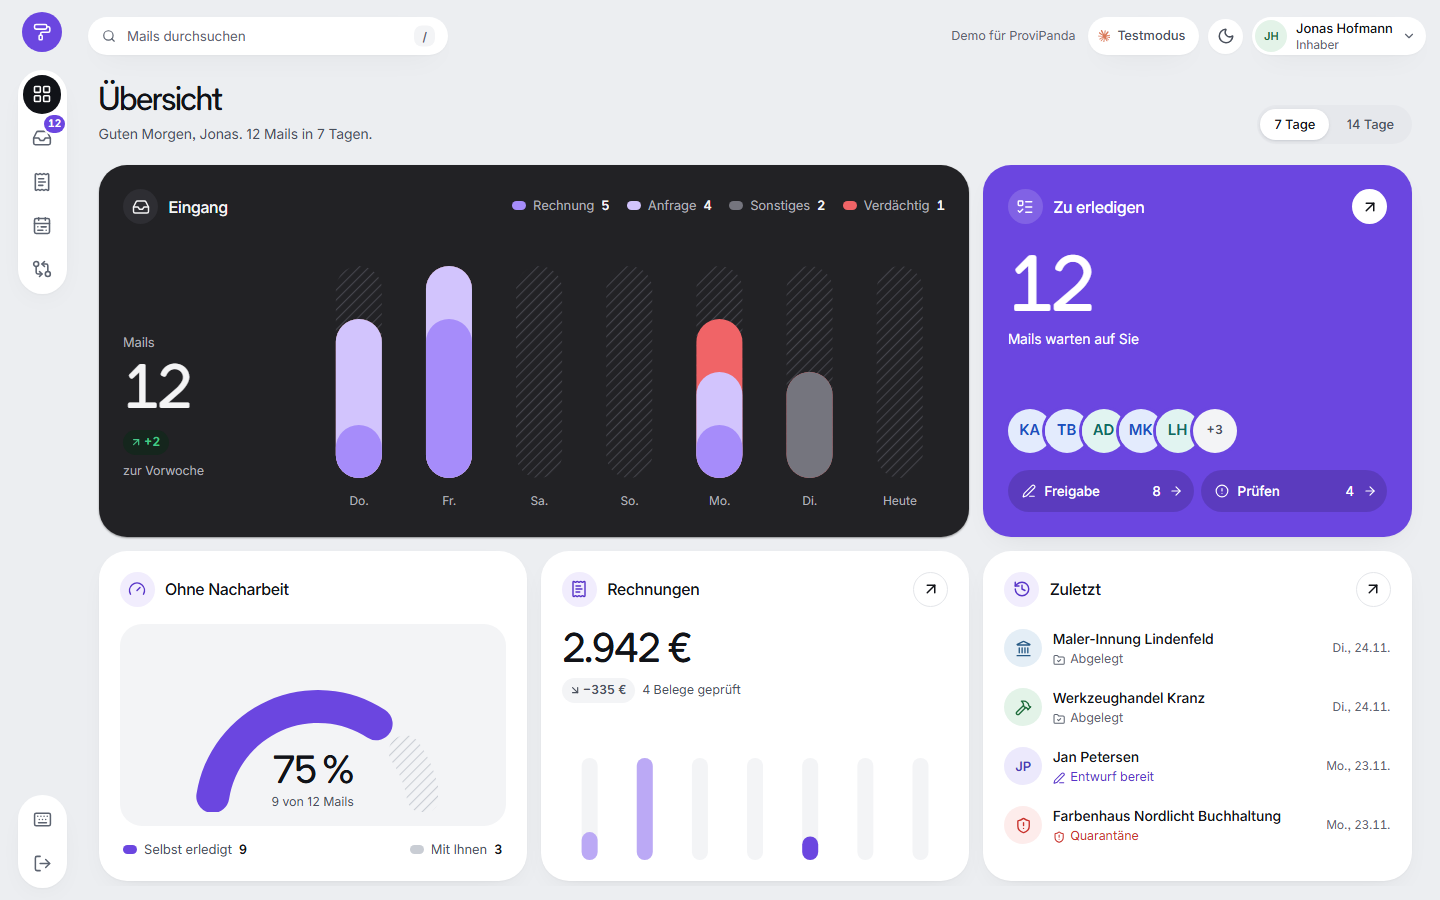 Mails durchsuchen
/
Demo für ProviPanda
Testmodus
JH
Jonas Hofmann
Inhaber
12
Übersicht
Guten Morgen, Jonas. 12 Mails in 7 Tagen.
7 Tage
14 Tage
Eingang
Rechnung 5
Anfrage 4
Sonstiges 2
Verdächtig 1
Mails
12
+2
zur Vorwoche
Do.
Fr.
Sa.
So.
Mo.
Di.
Heute
Zu erledigen
12
Mails warten auf Sie
KA
TB
AD
MK
LH
+3
Freigabe 8
Prüfen 4
Ohne Nacharbeit
75 %
9 von 12 Mails
Selbst erledigt 9
Mit Ihnen 3
Rechnungen
2.942 €
−335 €
4 Belege geprüft
Zuletzt
Maler-Innung Lindenfeld
Abgelegt
Di., 24.11.
Werkzeughandel Kranz
Abgelegt
Di., 24.11.
JP
Jan Petersen
Entwurf bereit
Mo., 23.11.
Farbenhaus Nordlicht Buchhaltung
Quarantäne
Mo., 23.11.